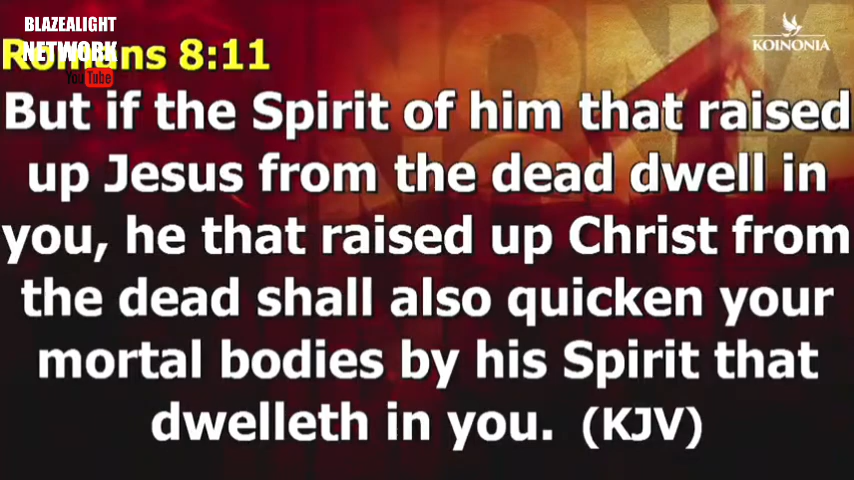 BLAZEALIGHT
NETWORK
YouTube
KOINONIA
Romans 8:11
But if the Spirit of him that raised
up Jesus from the dead dwell in
you, he that raised up Christ from
the dead shall also quicken your
mortal bodies by his Spirit that
dwelleth in you. (KJV)